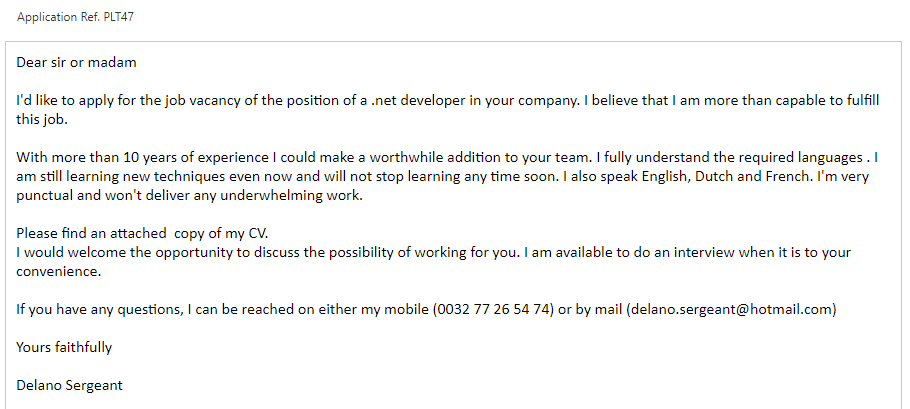 Application Ref. PLT47
Dear sir or madam
I'd like to apply for the job vacancy of the position of a .net developer in your company. I believe that I am more than capable to fulfill
this job.
With more than 10 years of experience I could make a worthwhile addition to your team. I fully understand the required languages . I
am still learning new techniques even now and will not stop learning any time soon. I also speak English, Dutch and French. I'm very
punctual and won't deliver any underwhelming work.
Please find an attached  copy of my CV.
I would welcome the opportunity to discuss the possibility of working for you. I am available to do an interview when it is to your
convenience.
If you have any questions, I can be reached on either my mobile (0032 77 26 54 74) or by mail (delano.sergeant@hotmail.com)
Yours faithfully
Delano Sergeant